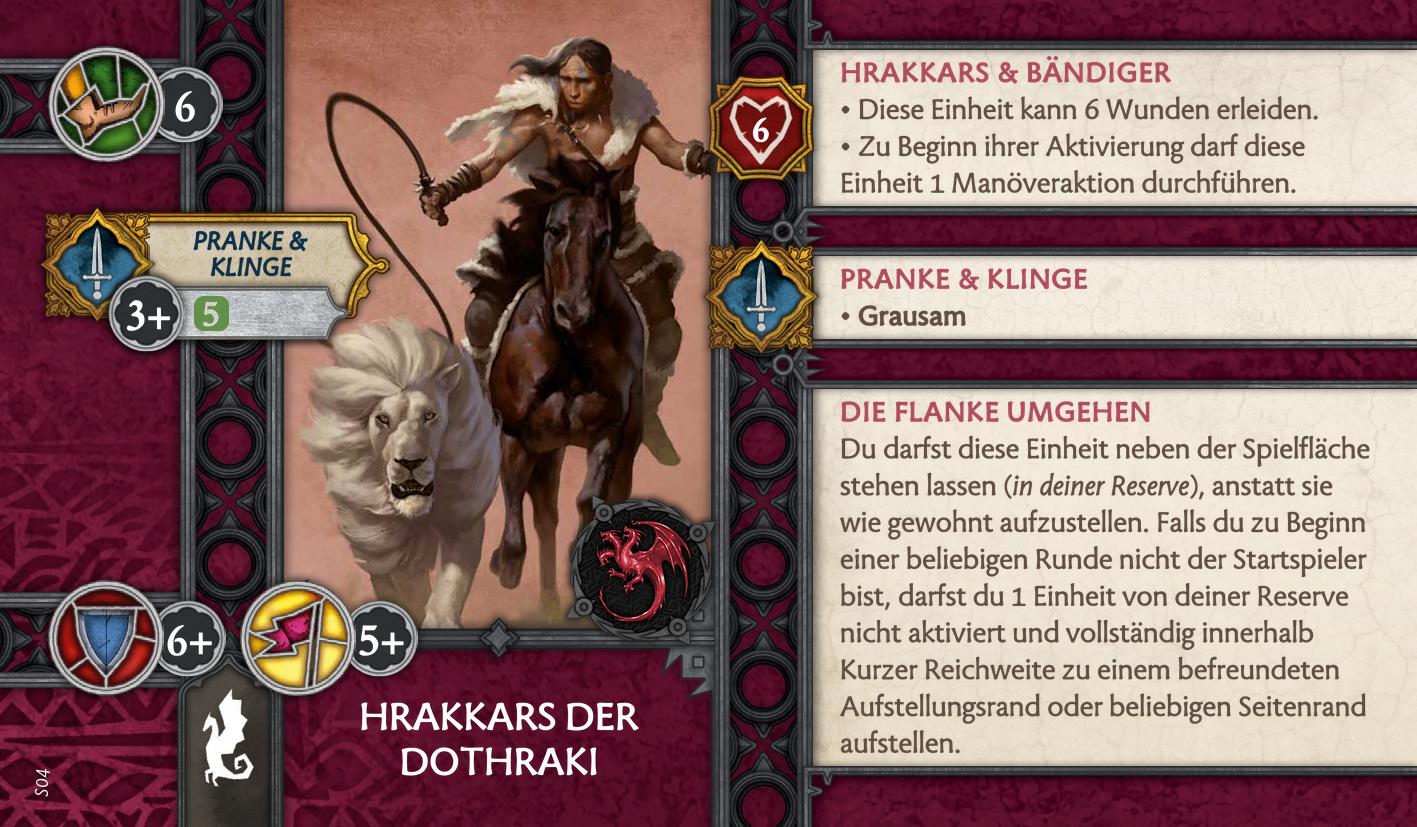 6
PRANKE &
KLINGE
3+
5
6+
5+
HRAKKARS DER
DOTHRAKI
S04
6
HRAKKARS & BÄNDIGER
• Diese Einheit kann 6 Wunden erleiden.
• Zu Beginn ihrer Aktivierung darf diese
Einheit 1 Manöveraktion durchführen.
PRANKE & KLINGE
• Grausam
DIE FLANKE UMGEHEN
Du darfst diese Einheit neben der Spielfläche
stehen lassen (in deiner Reserve), anstatt sie
wie gewohnt aufzustellen. Falls du zu Beginn
einer beliebigen Runde nicht der Startspieler
bist, darfst du 1 Einheit von deiner Reserve
nicht aktiviert und vollständig innerhalb
Kurzer Reichweite zu einem befreundeten
Aufstellungsrand oder beliebigen Seitenrand
aufstellen.